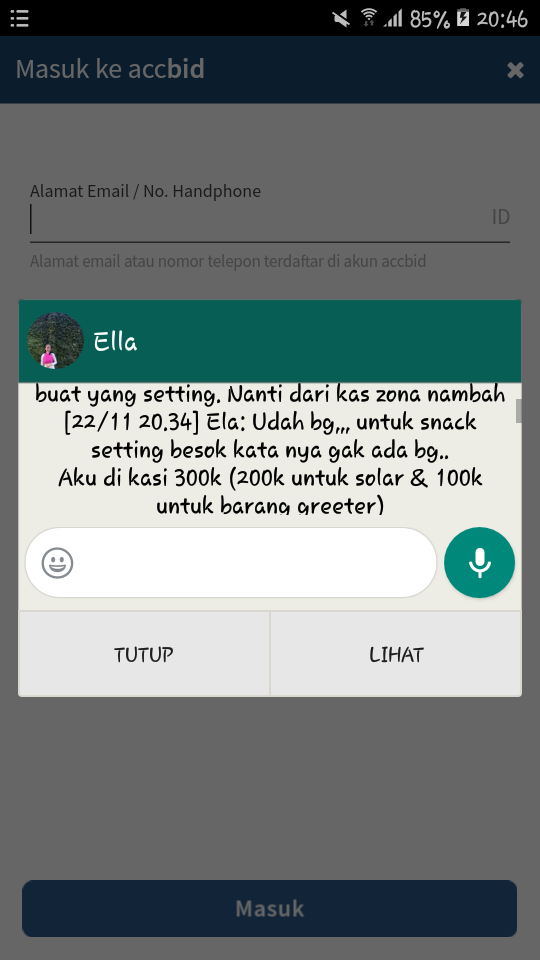 85% 20:46
Masuk ke accbid
Alamat Email / No. Handphone
ID
Alamat email atau nomor telepon terdaftar di akun accbid
Ella
buat yang setting. Nanti dari kas zona nambah
[22/11 20.34] Ela: Udah bg,,, untuk snack
setting besok kata nya gak ada bg..
Aku di kasi 300k (200k untuk solar & 100k
untuk barang greeter)
TUTUP
LIHAT
Masuk